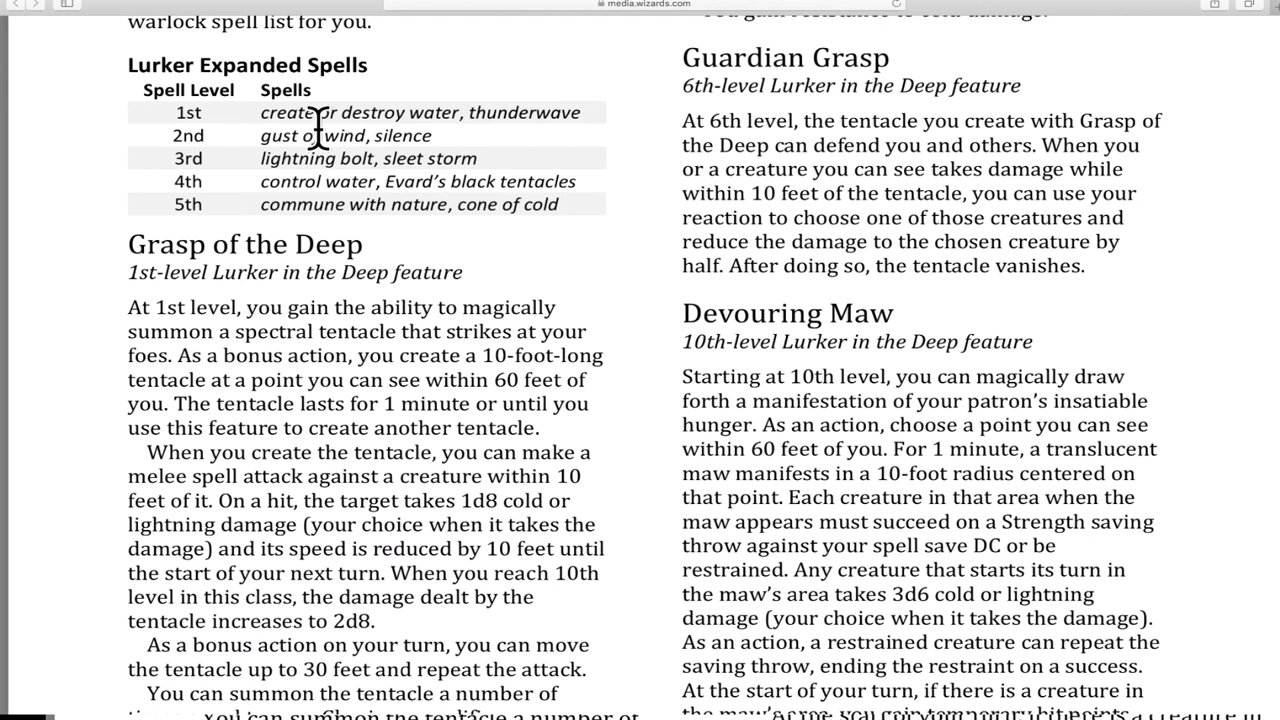 media.wizards.com
warlock spell list for you.
Lurker Expanded Spells
Spell Level Spells
1st create or destroy water, thunderwave
2nd gust of wind, silence
3rd lightning bolt, sleet storm
4th control water, Evard’s black tentacles
5th commune with nature, cone of cold
Grasp of the Deep
1st-level Lurker in the Deep feature
At 1st level, you gain the ability to magically
summon a spectral tentacle that strikes at your
foes. As a bonus action, you create a 10-foot-long
tentacle at a point you can see within 60 feet of
you. The tentacle lasts for 1 minute or until you
use this feature to create another tentacle.
When you create the tentacle, you can make a
melee spell attack against a creature within 10
feet of it. On a hit, the target takes 1d8 cold or
lightning damage (your choice when it takes the
damage) and its speed is reduced by 10 feet until
the start of your next turn. When you reach 10th
level in this class, the damage dealt by the
tentacle increases to 2d8.
As a bonus action on your turn, you can move
the tentacle up to 30 feet and repeat the attack.
You can summon the tentacle a number of
You can summon the tentacle a number of
Guardian Grasp
6th-level Lurker in the Deep feature
At 6th level, the tentacle you create with Grasp of
the Deep can defend you and others. When you
or a creature you can see takes damage while
within 10 feet of the tentacle, you can use your
reaction to choose one of those creatures and
reduce the damage to the chosen creature by
half. After doing so, the tentacle vanishes.
Devouring Maw
10th-level Lurker in the Deep feature
Starting at 10th level, you can magically draw
forth a manifestation of your patron’s insatiable
hunger. As an action, choose a point you can see
within 60 feet of you. For 1 minute, a translucent
maw manifests in a 10-foot radius centered on
that point. Each creature in that area when the
maw appears must succeed on a Strength saving
throw against your spell save DC or be
restrained. Any creature that starts its turn in
the maw’s area takes 3d6 cold or lightning
damage (your choice when it takes the damage).
As an action, a restrained creature can repeat the
saving throw, ending the restraint on a success.
At the start of your turn, if there is a creature in